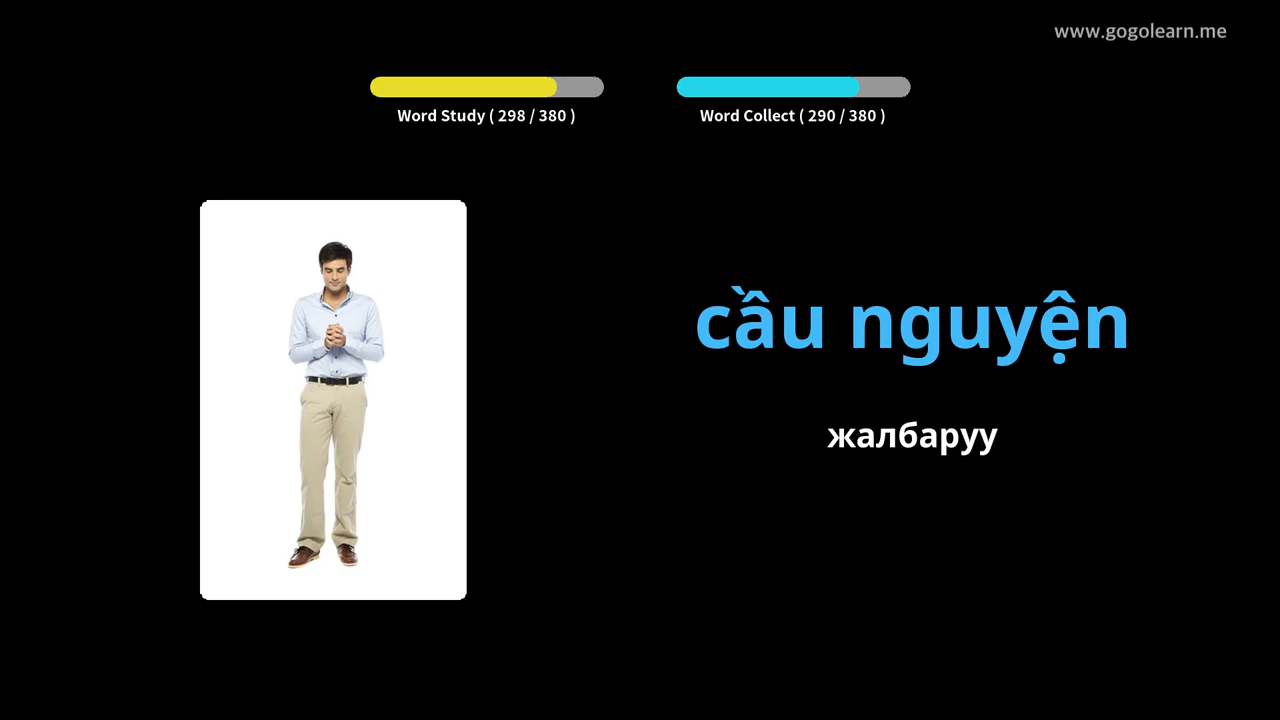 www.gogolearn.me
Word Study ( 298 / 380 )
Word Collect ( 290 / 380 )
cầu nguyện
жалбаруу